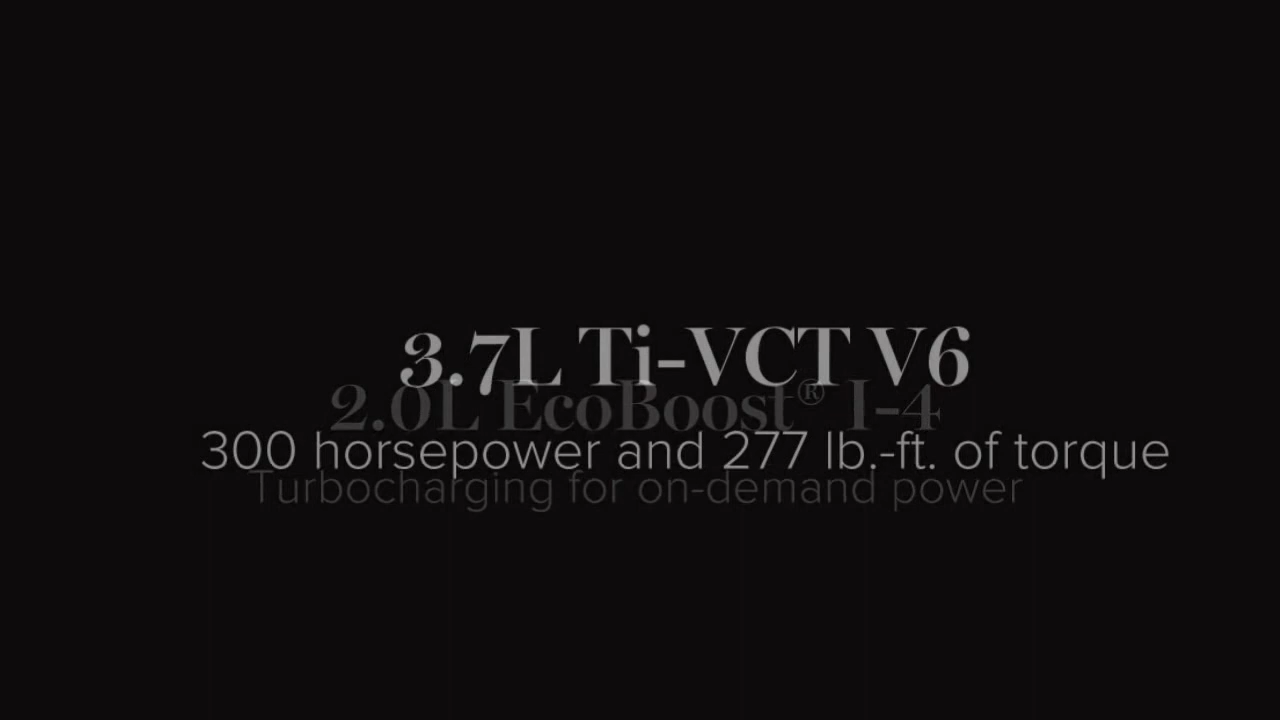 3.7L Ti-VCT V6
2.0L EcoBoost® I-4
300 horsepower and 277 lb.-ft. of torque
Turbocharging for on-demand power